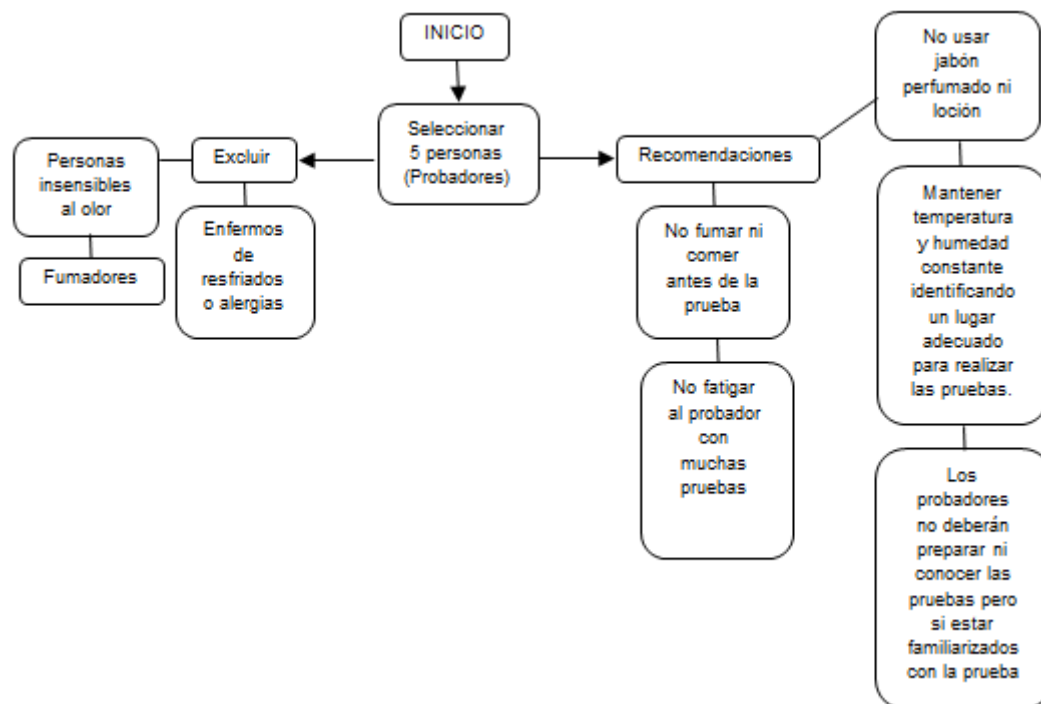 INICIO
Seleccionar
5 personas
(Probadores)
Excluir
Personas
insensibles
al olor
Fumadores
Enfermos
de
resfriados
o alergias
Recomendaciones
No fumar ni
comer
antes de la
prueba
No fatigar
al probador
con
muchas
pruebas
No usar
jabón
perfumado ni
loción
Mantener
temperatura
y humedad
constante
identificando
un lugar
adecuado
para realizar
las pruebas.
Los
probadores
no deberán
preparar ni
conocer las
pruebas pero
si estar
familiarizados
con la prueba